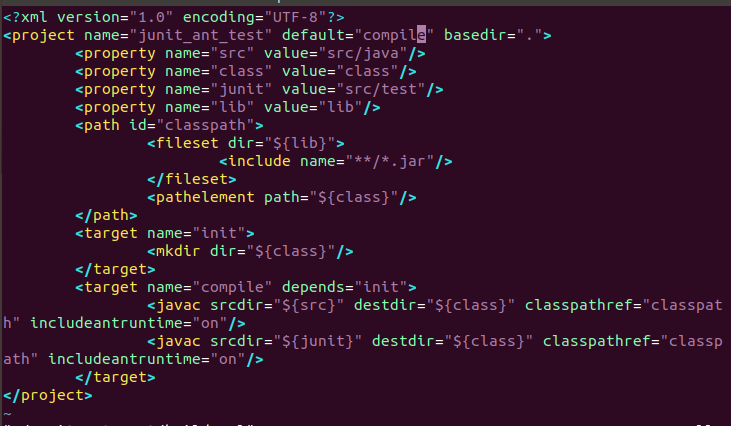 <?xml version="1.0" encoding="UTF-8"?>
<project name="junit_ant_test" default="compile" basedir=".">
<property name="src" value="src/java"/>
<property name="class" value="class"/>
<property name="junit" value="src/test"/>
<property name="lib" value="lib"/>
<path id="classpath">
<fileset dir="${lib}">
<include name="**/*.jar"/>
</fileset>
<pathelement path="${class}"/>
</path>
<target name="init">
<mkdir dir="${class}"/>
</target>
<target name="compile" depends="init">
<javac srcdir="${src}" destdir="${class}" classpathref="classpat
h" includeantruntime="on"/>
<javac srcdir="${junit}" destdir="${class}" classpathref="classp
ath" includeantruntime="on"/>
</target>
</project>
~